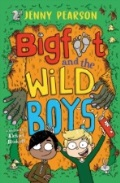 JENNY PEARSON
Bigfoot
and the
WILD
BOYS